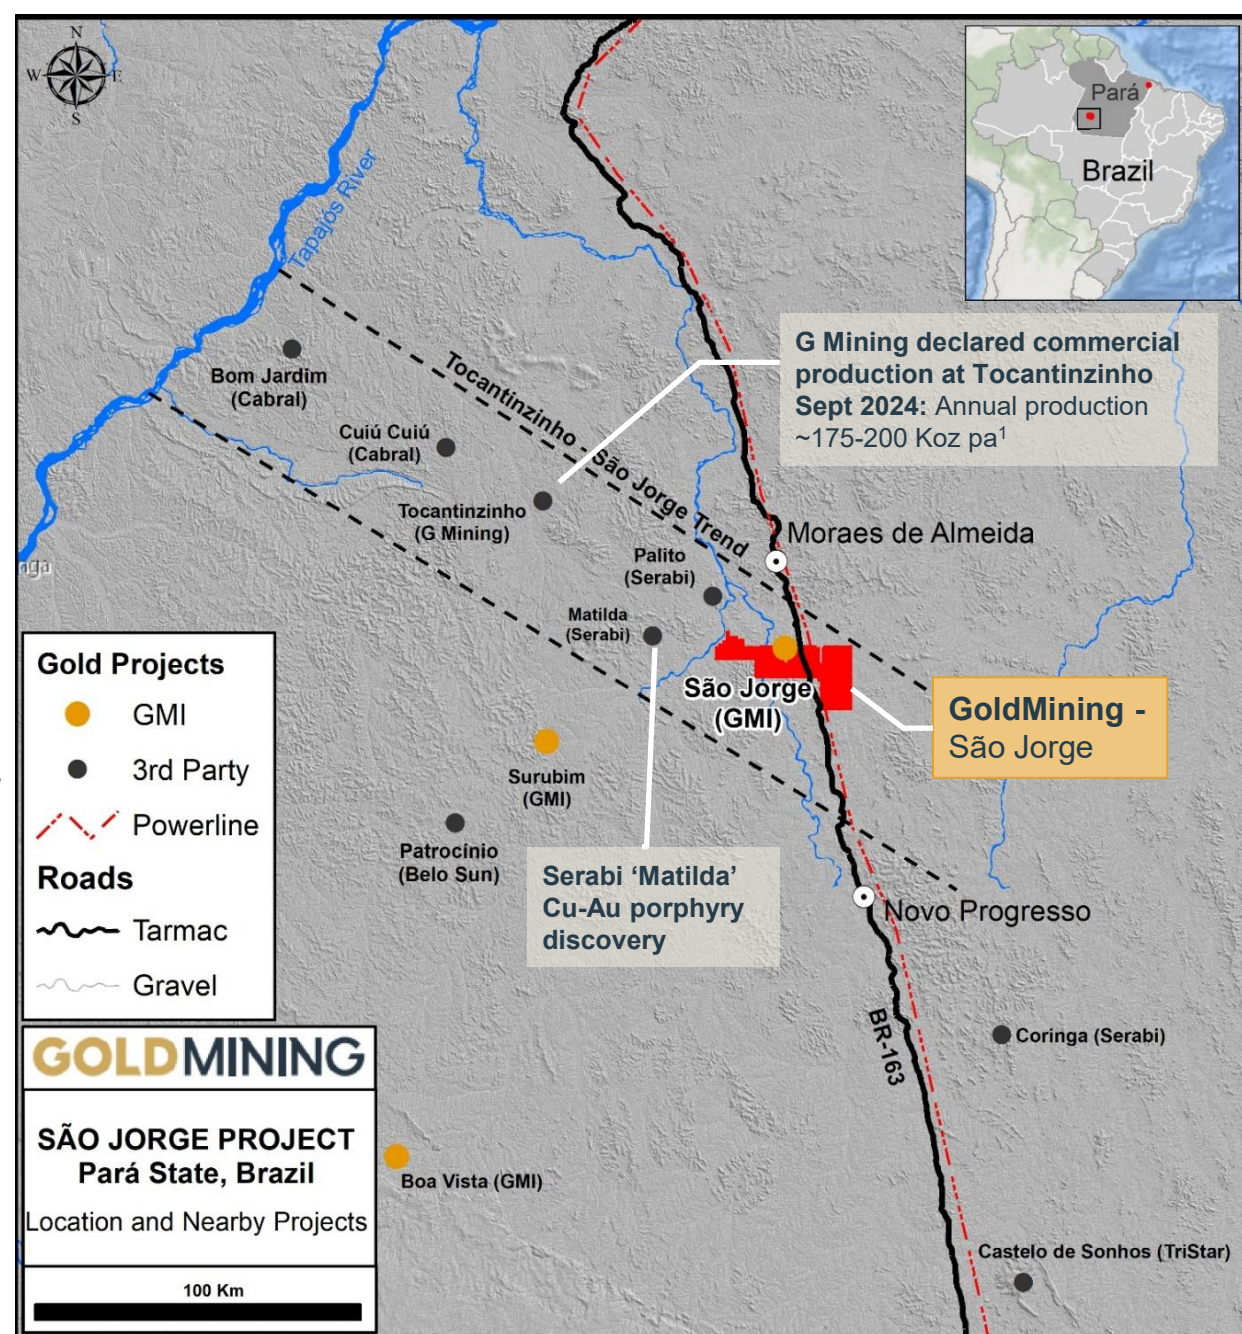 N
W
E
S
Pará
Brazil
Tapajós River
G Mining declared commercial
production at Tocantinzinho
Sept 2024: Annual production
~175-200 Koz pa¹
Bom Jardim
(Cabral)
Tocantinzinho - São Jorge Trend
Cuiú Cuiú
(Cabral)
Tocantinzinho
(G Mining)
Moraes de Almeida
Palito
(Serabi)
Matilda
(Serabi)
São Jorge
(GMI)
GoldMining -
São Jorge
Surubim
(GMI)
Patrocínio
(Belo Sun)
Serabi ‘Matilda’
Cu-Au porphyry
discovery
Novo Progresso
BR-163
Coringa (Serabi)
Boa Vista (GMI)
Castelo de Sonhos (TriStar)
Gold Projects
GMI
3rd Party
Powerline
Roads
Tarmac
Gravel
GOLDMINING
SÃO JORGE PROJECT
Pará State, Brazil
Location and Nearby Projects
100 Km